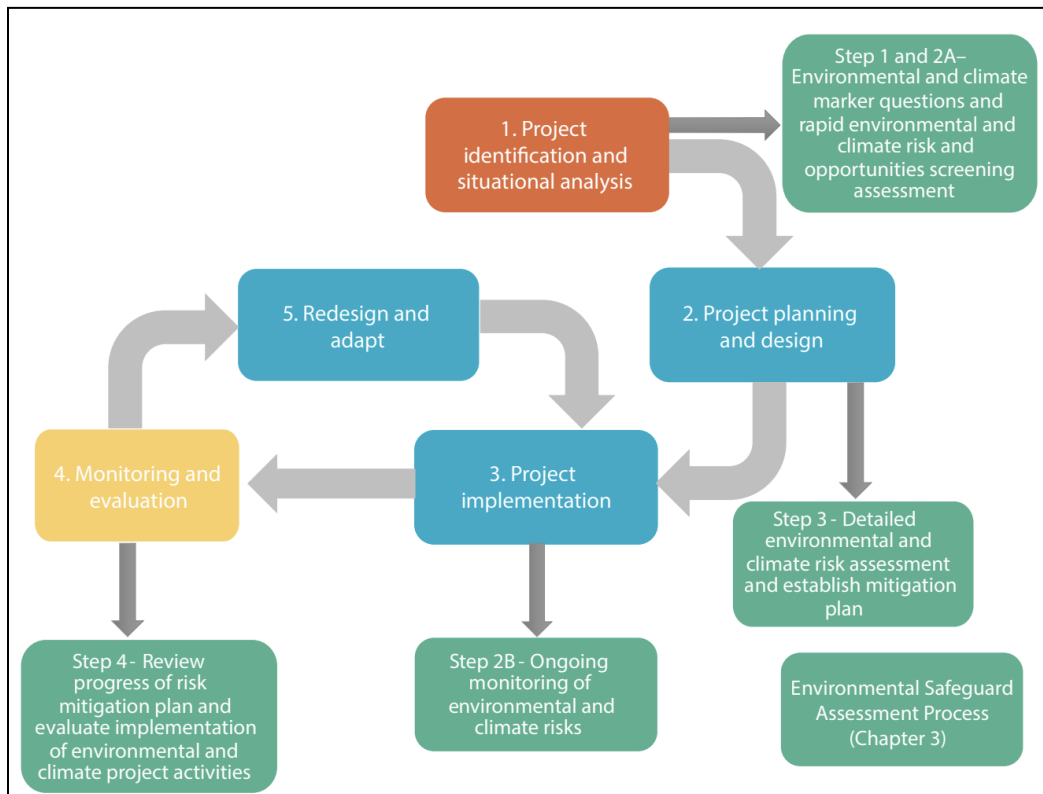 Step 1 and 2A–
Environmental and climate
marker questions and
rapid environmental and
climate risk and
opportunities screening
assessment
1. Project
identification and
situational analysis
5. Redesign and
adapt
2. Project planning
and design
4. Monitoring and
evaluation
3. Project
implementation
Step 3 - Detailed
environmental and
climate risk assessment
and establish mitigation
plan
Step 4 - Review
progress of risk
mitigation plan and
evaluate implementation
of environmental and
climate project activities
Step 2B - Ongoing
monitoring of
environmental and
climate risks
Environmental Safeguard
Assessment Process
(Chapter 3)